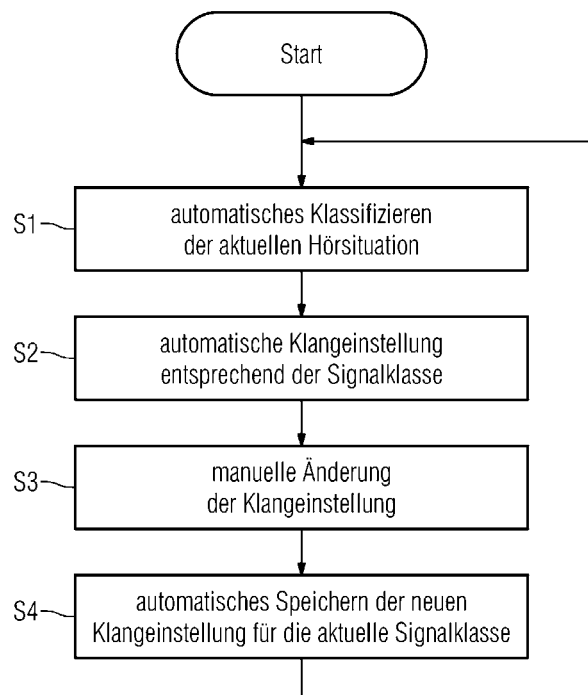 Start
S1
automatisches Klassifizieren
der aktuellen Hörsituation
S2
automatische Klangeinstellung
entsprechend der Signalklasse
S3
manuelle Änderung
der Klangeinstellung
S4
automatisches Speichern der neuen
Klangeinstellung für die aktuelle Signalklasse